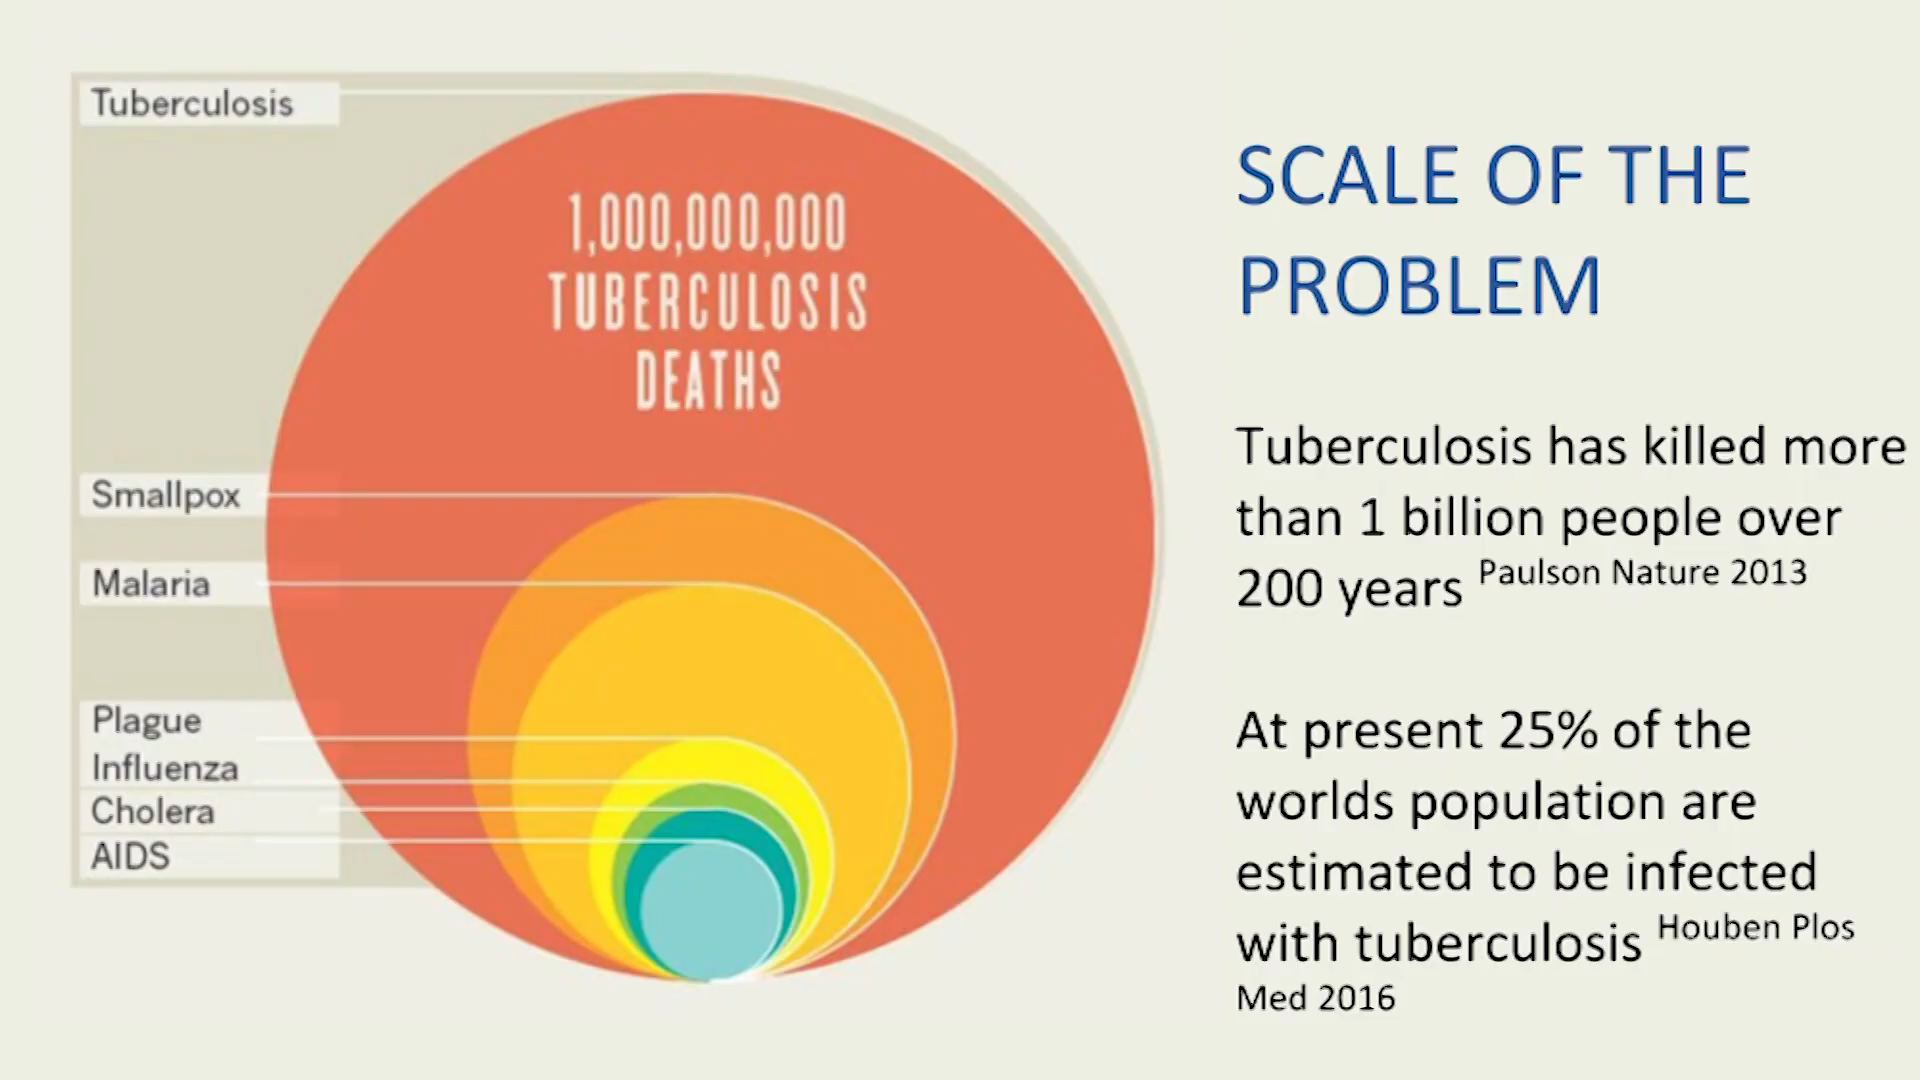 Tuberculosis
1,000,000,000
TUBERCULOSIS
DEATHS
Smallpox
Malaria
Plague
Influenza
Cholera
AIDS
SCALE OF THE
PROBLEM
Tuberculosis has killed more
than 1 billion people over
200 years Paulson Nature 2013
At present 25% of the
worlds population are
estimated to be infected
with tuberculosis Houben Plos
Med 2016